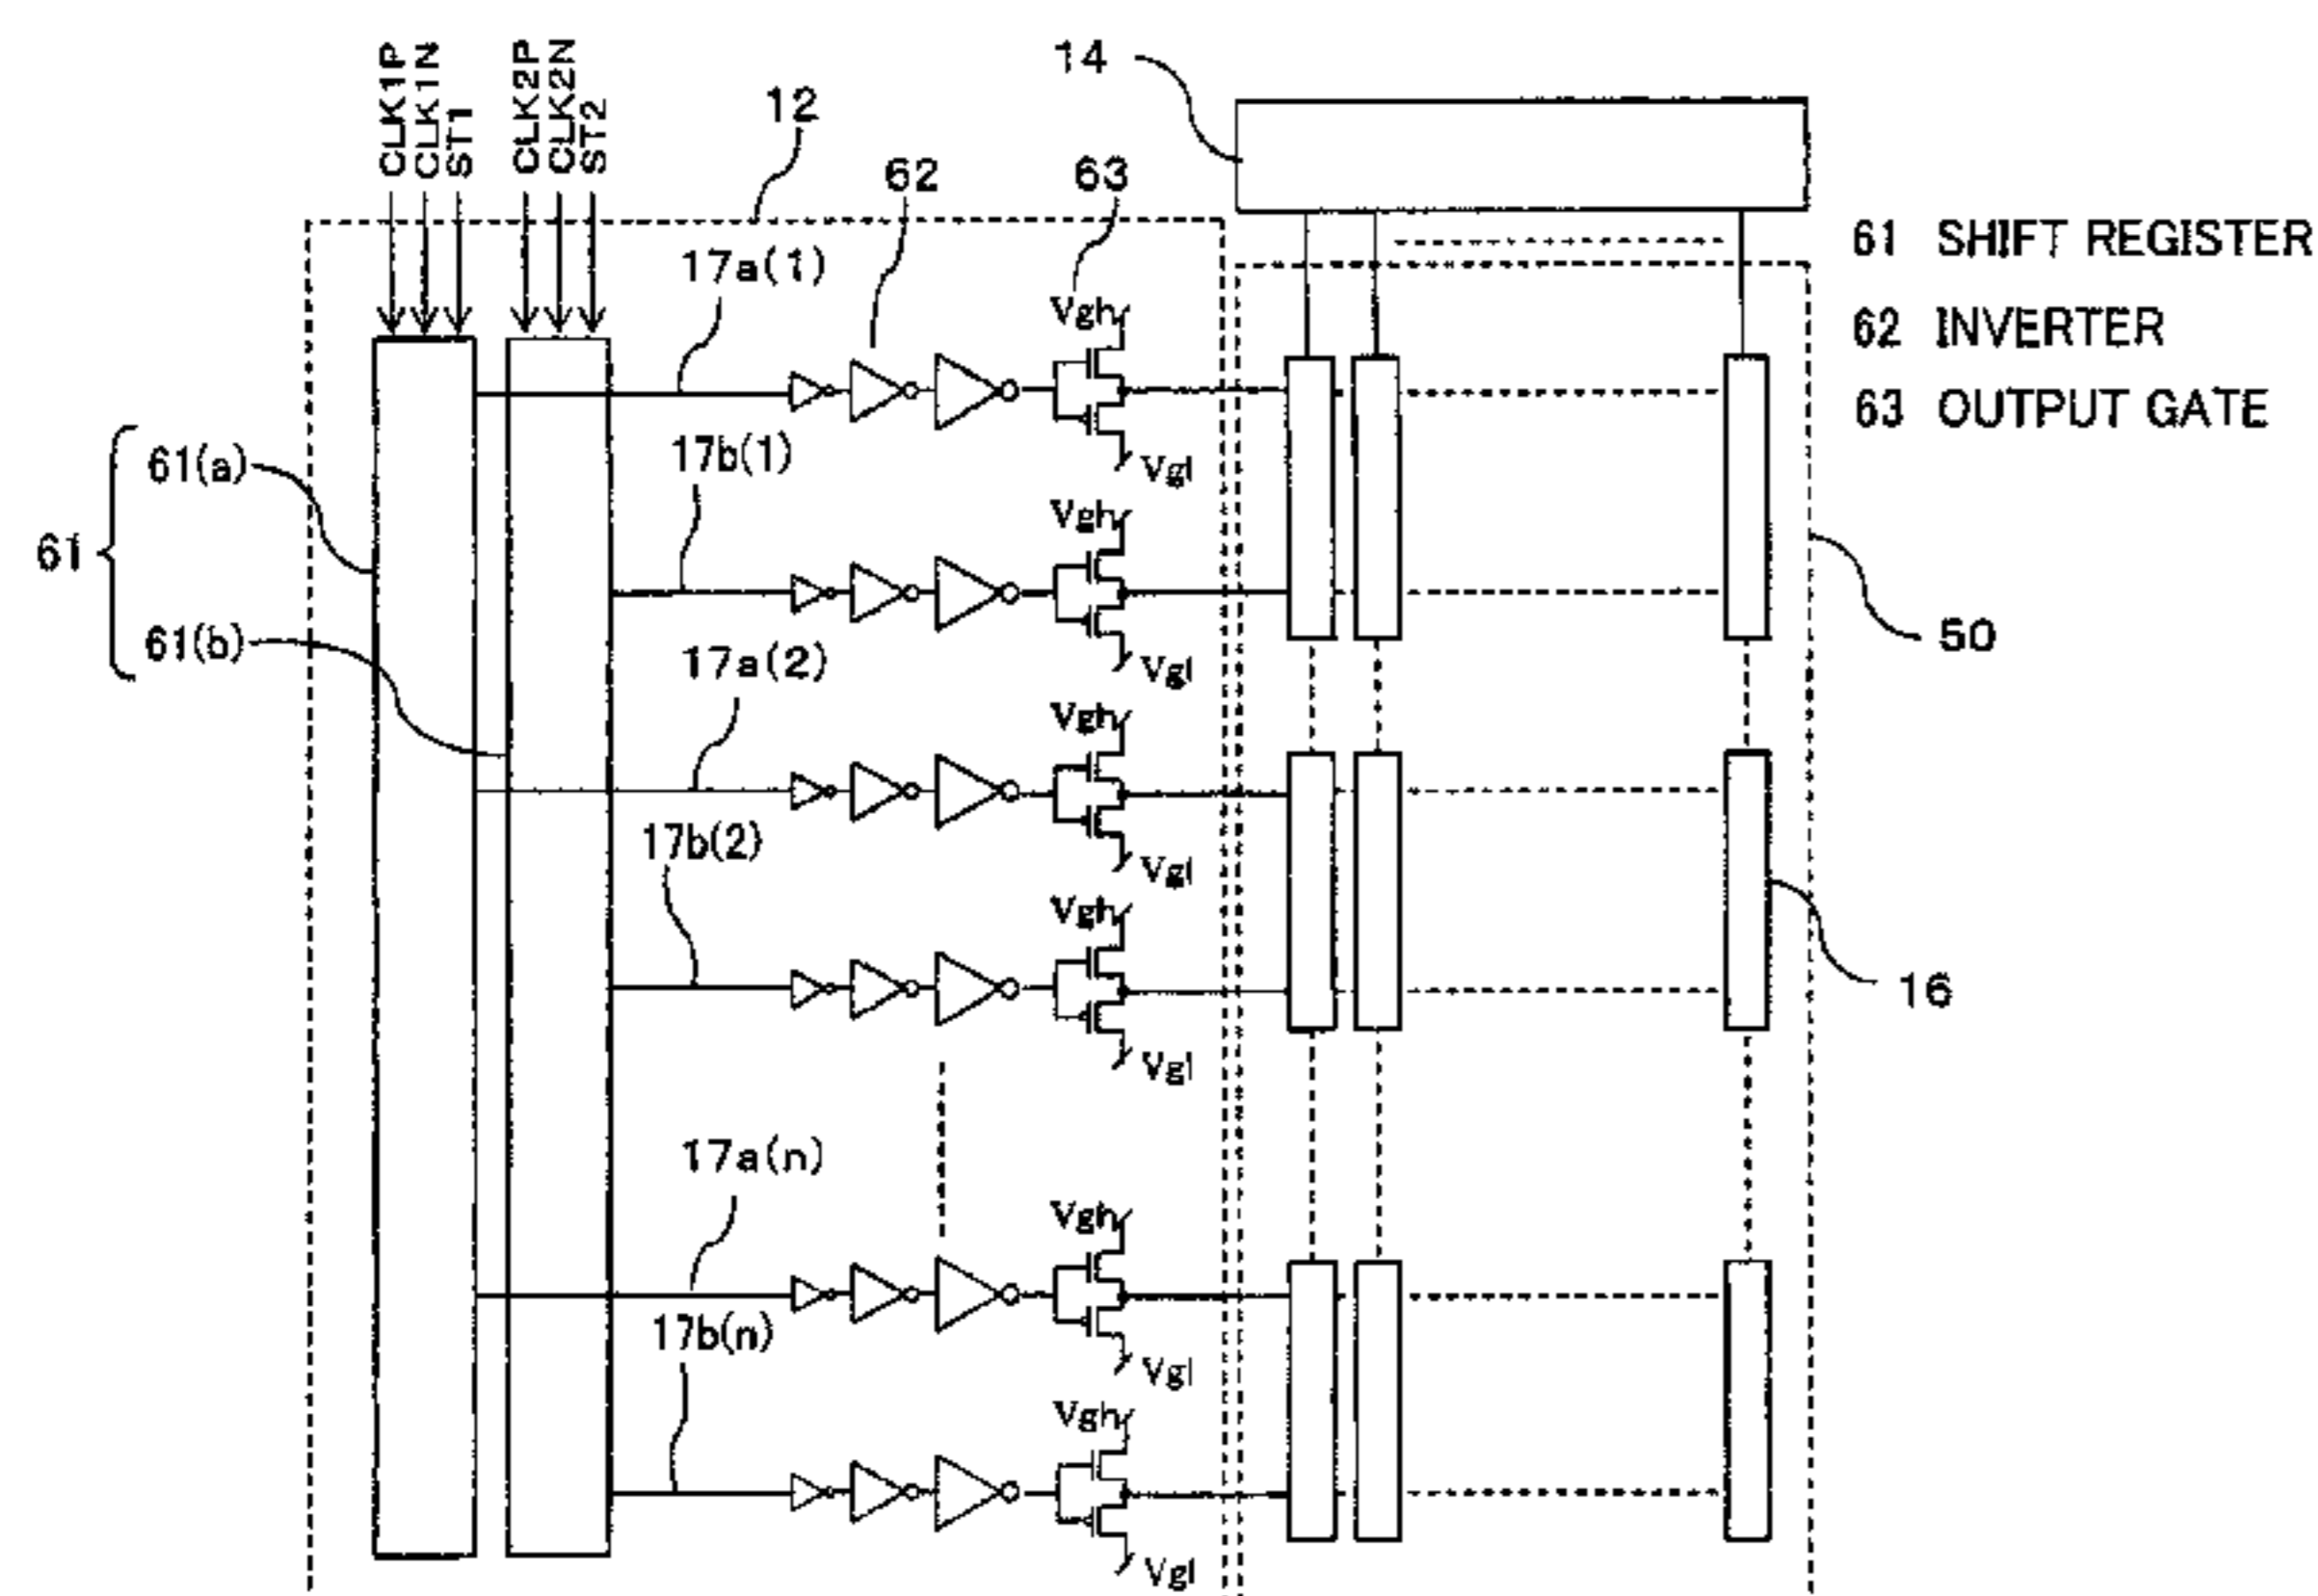 CLK1P
CLK1N
ST1
CLK2P
CLK2N
ST2
12
14
62
63
17a(1)
Vgh
Vgl
61 SHIFT REGISTER
62 INVERTER
63 OUTPUT GATE
61
61(a)
61(b)
17b(1)
Vgh
Vgl
50
17a(2)
Vgh
Vgl
17b(2)
Vgh
Vgl
16
17a(n)
Vgh
Vgl
17b(n)
Vgh
Vgl